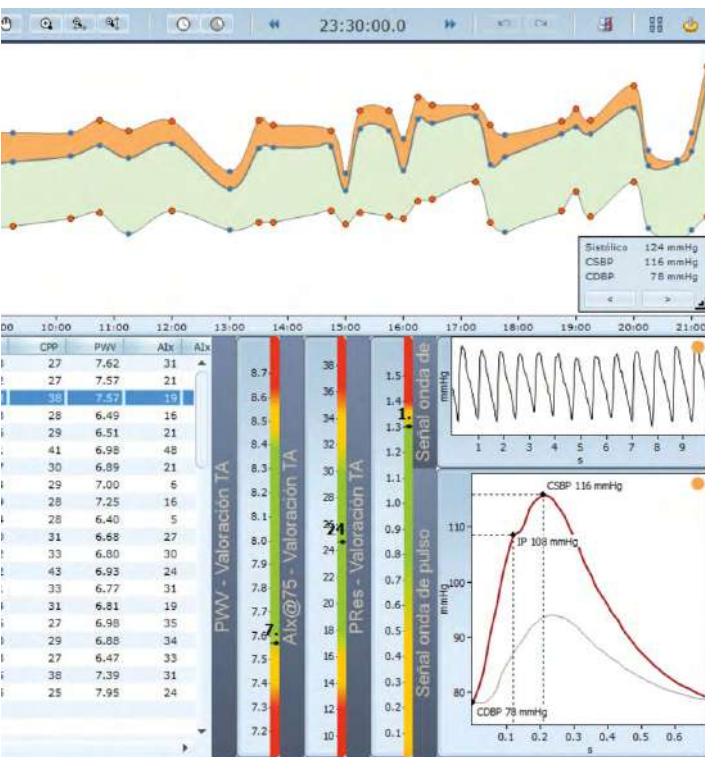 23:30:00.0
Sistólico 124 mmHg
CSBP 116 mmHg
CDBP 78 mmHg
< >
00 10:00 11:00 12:00 13:00 14:00 15:00 16:00 17:00 18:00 19:00 20:00 21:00
CPP PWV AIx AIx
27 7.62 31
27 7.57 21
38 7.57 19
28 6.49 16
29 6.51 21
41 6.98 48
30 6.89 21
29 7.00 6
28 7.25 16
28 6.40 5
31 6.68 27
33 6.80 30
43 6.93 24
33 6.77 31
31 6.81 19
27 6.98 35
29 6.88 34
27 6.47 33
38 7.39 31
25 7.95 24
PWV - Valoración TA
8.7
8.6
8.5
8.4
8.3
8.2
8.1
8.0
7.9
7.8
7.7
7.6
7.5
7.4
7.3
7.2
7.
AIx@75 - Valoración TA
38
36
34
32
30
28
24
24
22
20
18
16
14
12
10
PRes - Valoración TA
1.5
1.4
1.3
1.2
1.1
1.0
0.9
0.8
0.7
0.6
0.5
0.4
0.3
0.2
0.1
1.
Señal onda de
mmHg
1 2 3 4 5 6 7 8 9
s
Señal onda de pulso
CSBP 116 mmHg
IP 108 mmHg
CDBP 78 mmHg
mmHg
110
100
90
80
0.1 0.2 0.3 0.4 0.5 0.6
s